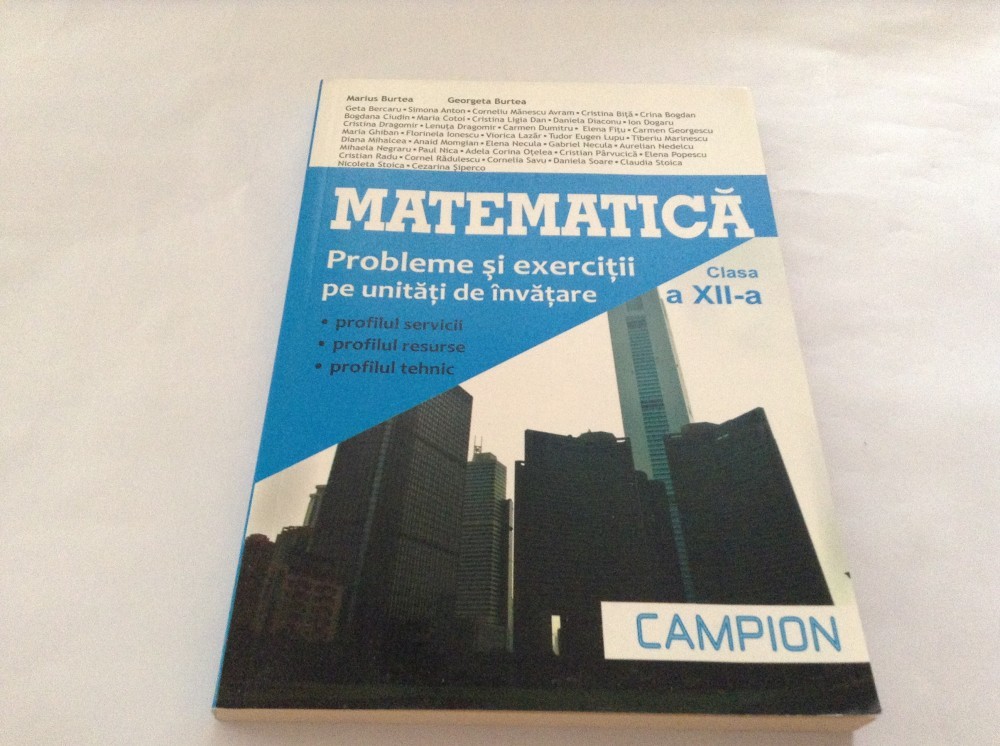 Marius Burtea Georgeta Burtea
Geta Bercaru • Simona Anton • Corneliu Mănescu Avram • Cristina Biță • Crina Bogdan
Bogdana Ciudin • Maria Cotoi • Cristina Ligia Dan • Daniela Diaconu • Ion Dogaru
Cristina Dragomir • Lenuța Dragomir • Carmen Dumitru • Elena Fițu • Carmen Georgescu
Maria Ghiban • Florinela Ionescu • Viorica Lazăr • Tudor Eugen Lupu • Tiberiu Marinescu
Diana Mihalcea • Anaid Momgian • Elena Necula • Gabriel Necula • Aurelian Nedelcu
Mihaela Negraru • Paul Nica • Adela Corina Oțelea • Cristian Pârvucică • Elena Popescu
Cristian Radu • Cornel Rădulescu • Cornelia Savu • Daniela Soare • Claudia Stoica
Nicoleta Stoica • Cezarina Șiperco
MATEMATICĂ
Probleme și exerciții
pe unități de învățare
Clasa
a XII-a
• profilul servicii
• profilul resurse
• profilul tehnic
CAMPION